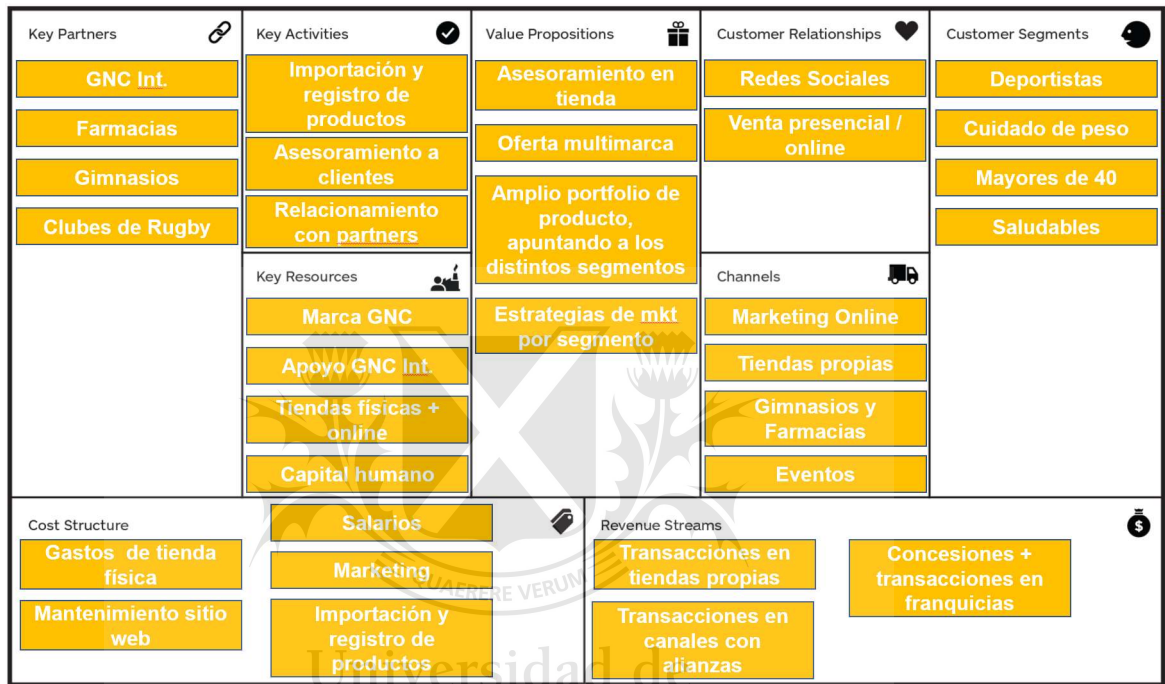 Key Partners
GNC Int.
Farmacias
Gimnasios
Clubes de Rugby
Key Activities
Importación y
registro de
productos
Asesoramiento a
clientes
Relacionamiento
con partners
Key Resources
Marca GNC
Apoyo GNC Int.
Tiendas físicas +
online
Capital humano
Value Propositions
Asesoramiento en
tienda
Oferta multimarca
Amplio portfolio de
producto,
apuntando a los
distintos segmentos
Estrategias de mkt
por segmento
Customer Relationships
Redes Sociales
Venta presencial /
online
Channels
Marketing Online
Tiendas propias
Gimnasios y
Farmacias
Eventos
Customer Segments
Deportistas
Cuidado de peso
Mayores de 40
Saludables
Cost Structure
Gastos de tienda
física
Mantenimiento sitio
web
Salarios
Marketing
Importación y
registro de
productos
Revenue Streams
$
Transacciones en
tiendas propias
Transacciones en
canales con
alianzas
Concesiones +
transacciones en
franquicias
QUAERERE VERUM
Universidad de